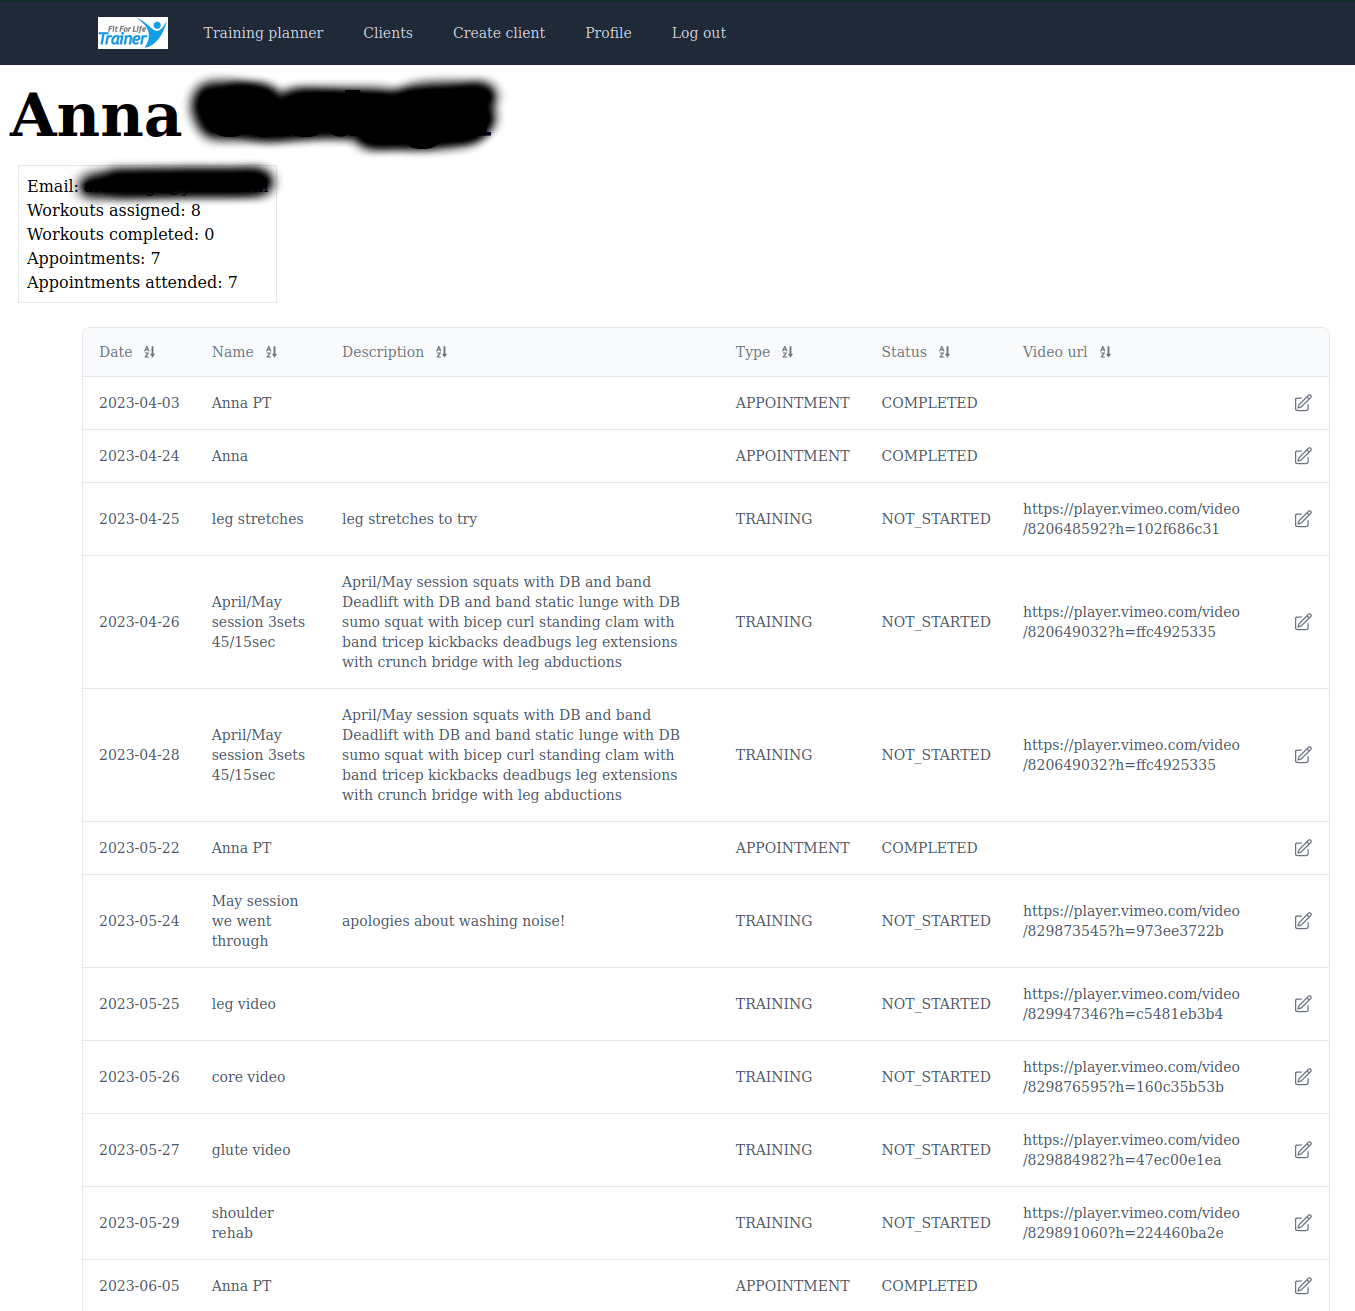 Fit For Life
Trainer
Training planner Clients Create client Profile Log out
Anna
Email:
Workouts assigned: 8
Workouts completed: 0
Appointments: 7
Appointments attended: 7
Date Name Description Type Status Video url
2023-04-03 Anna PT APPOINTMENT COMPLETED
2023-04-24 Anna APPOINTMENT COMPLETED
2023-04-25 leg stretches leg stretches to try TRAINING NOT_STARTED https://player.vimeo.com/video
/820648592?h=102f686c31
2023-04-26
April/May
session 3sets
45/15sec
April/May session squats with DB and band
Deadlift with DB and band static lunge with DB
sumo squat with bicep curl standing clam with
band tricep kickbacks deadbugs leg extensions
with crunch bridge with leg abductions
TRAINING
NOT_STARTED
https://player.vimeo.com/video
/820649032?h=ffc4925335
2023-04-28
April/May
session 3sets
45/15sec
April/May session squats with DB and band
Deadlift with DB and band static lunge with DB
sumo squat with bicep curl standing clam with
band tricep kickbacks deadbugs leg extensions
with crunch bridge with leg abductions
TRAINING
NOT_STARTED
https://player.vimeo.com/video
/820649032?h=ffc4925335
2023-05-22 Anna PT APPOINTMENT COMPLETED
2023-05-24
May session
we went
through
apologies about washing noise!
TRAINING
NOT_STARTED
https://player.vimeo.com/video
/829873545?h=973ee3722b
2023-05-25 leg video TRAINING NOT_STARTED https://player.vimeo.com/video
/829947346?h=c5481eb3b4
2023-05-26 core video TRAINING NOT_STARTED https://player.vimeo.com/video
/829876595?h=160c35b53b
2023-05-27 glute video TRAINING NOT_STARTED https://player.vimeo.com/video
/829884982?h=47ec00e1ea
2023-05-29
shoulder
rehab
TRAINING
NOT_STARTED
https://player.vimeo.com/video
/829891060?h=224460ba2e
2023-06-05 Anna PT APPOINTMENT COMPLETED